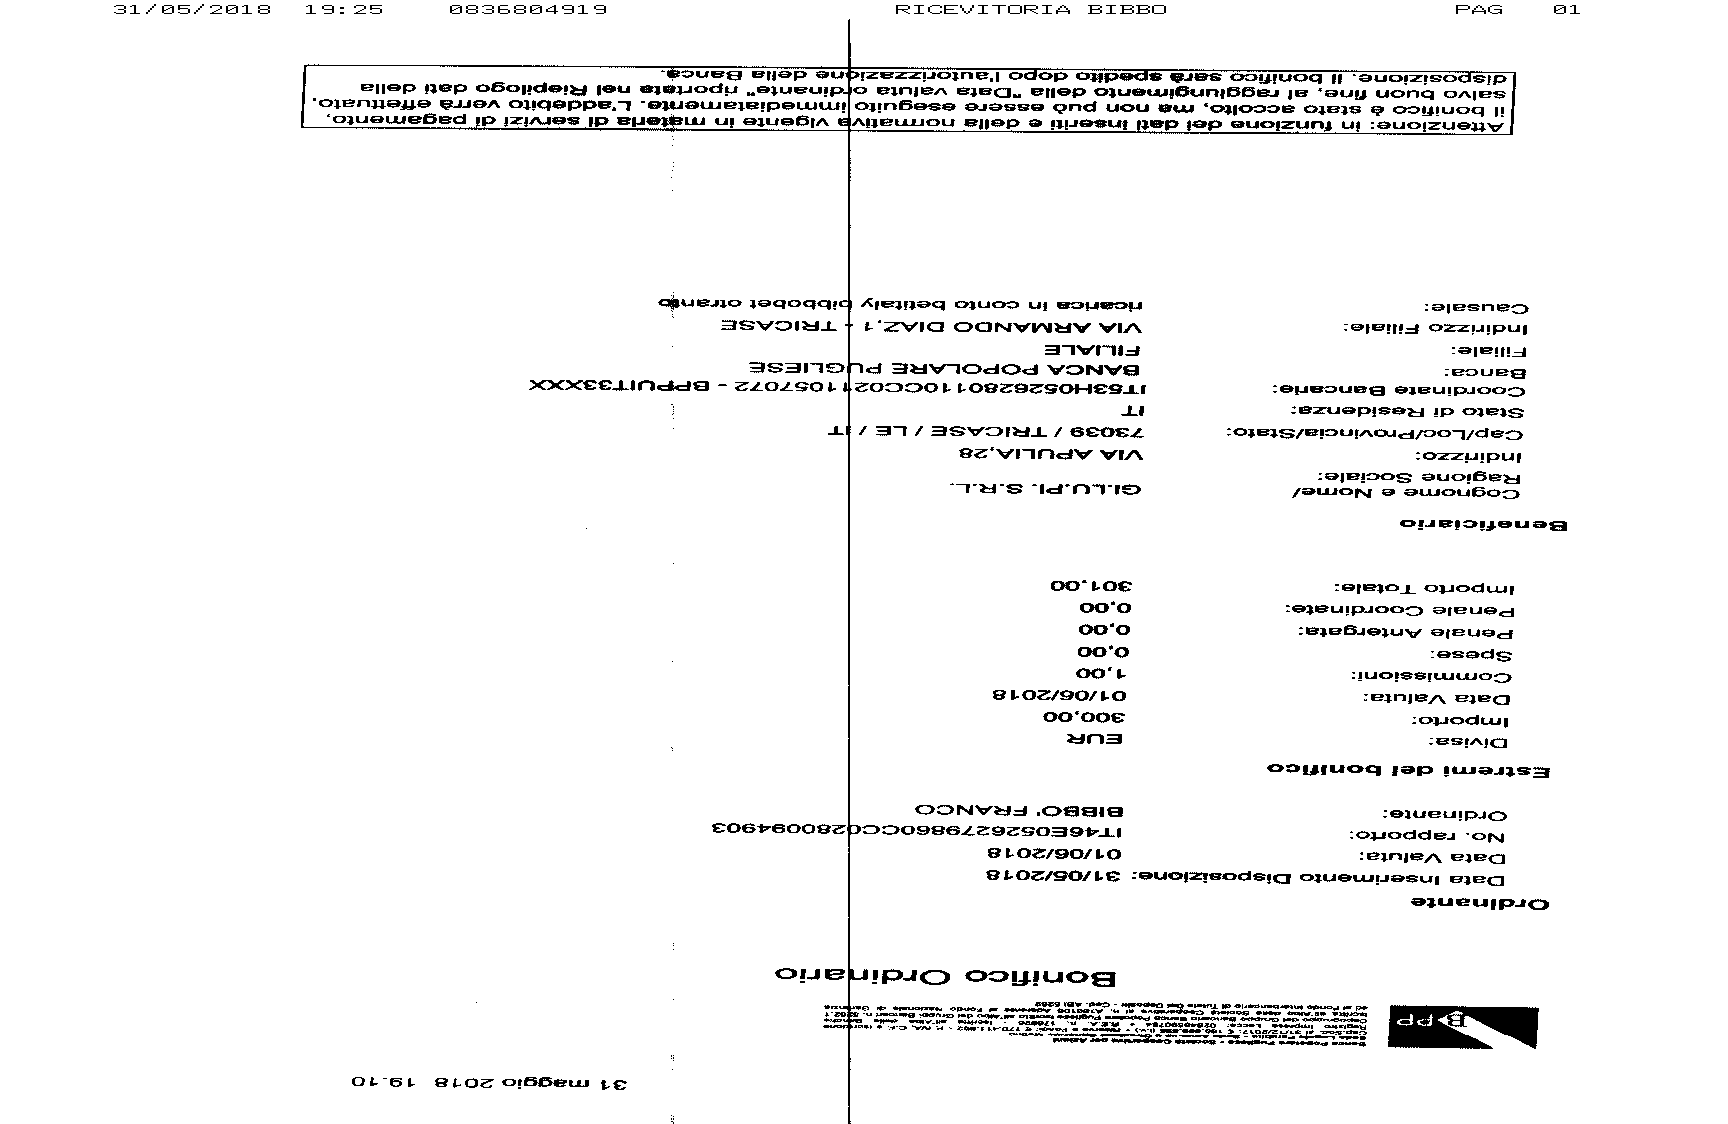 31/05/2018 19:25 0836804919 RICEVITORIA BIBBO PAG 01
31 maggio 2018 19.10
BPP
Banca Popolare Pugliese - Società Cooperativa per Azioni
Bonifico Ordinario
Ordinante
Data Inserimento Disposizione: 31/05/2018
Data Valuta: 01/06/2018
No. rapporto: IT46E0526279860CC0280094903
Ordinante: BIBBO' FRANCO
Estremi del bonifico
Divisa: EUR
Importo: 300,00
Data Valuta: 01/06/2018
Commissioni: 1,00
Spese: 0,00
Penale Antergata: 0,00
Penale Coordinate: 0,00
Importo Totale: 301,00
Beneficiario
Cognome e Nome/
Ragione Sociale: GI.LU.PI. S.R.L.
Indirizzo: VIA APULIA,28
Cap/Loc/Provincia/Stato: 73039 / TRICASE / LE / IT
Stato di Residenza: IT
Coordinate Bancarie: IT53H0526280110CC0211057072 - BPPUIT33XXX
Banca: BANCA POPOLARE PUGLIESE
Filiale: FILIALE
Indirizzo Filiale: VIA ARMANDO DIAZ,1 - TRICASE
Causale: ricarica in conto betitaly bibbobet otranto
Attenzione: in funzione dei dati inseriti e della normativa vigente in materia di servizi di pagamento,
il bonifico è stato accolto, ma non può essere eseguito immediatamente. L'addebito verrà effettuato,
salvo buon fine, al raggiungimento della "Data valuta ordinante" riportata nel Riepilogo dati della
disposizione. Il bonifico sarà spedito dopo l'autorizzazione della Banca.